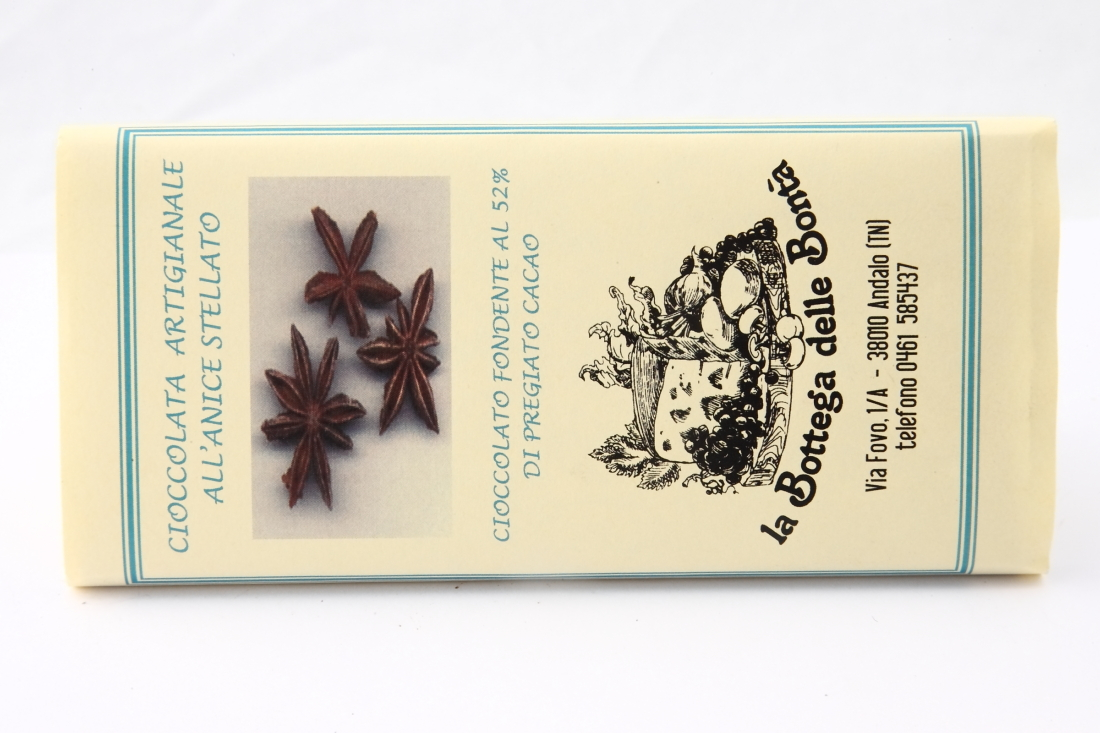 CIOCCOLATA ARTIGIANALE
ALL'ANICE STELLATO
CIOCCOLATO FONDENTE AL 52%
DI PREGIATO CACAO
la Bottega delle Bontà
Via Fovo, 1/A - 38010 Andalo (TN)
telefono 0461 585437